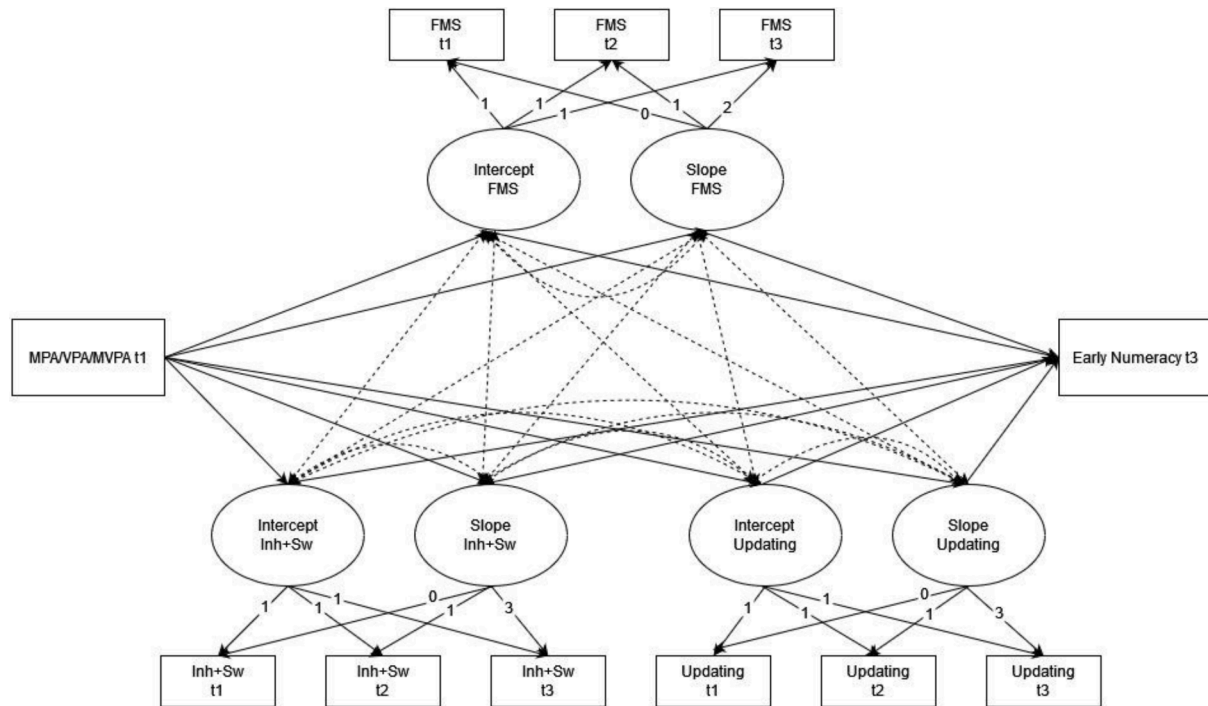 FMS
t1
FMS
t2
FMS
t3
1
1
1
0
1
2
Intercept
FMS
Slope
FMS
MPA/VPA/MVPA t1
Early Numeracy t3
Intercept
Inh+Sw
Slope
Inh+Sw
Intercept
Updating
Slope
Updating
1
1
1
0
1
3
1
1
1
0
1
3
Inh+Sw
t1
Inh+Sw
t2
Inh+Sw
t3
Updating
t1
Updating
t2
Updating
t3